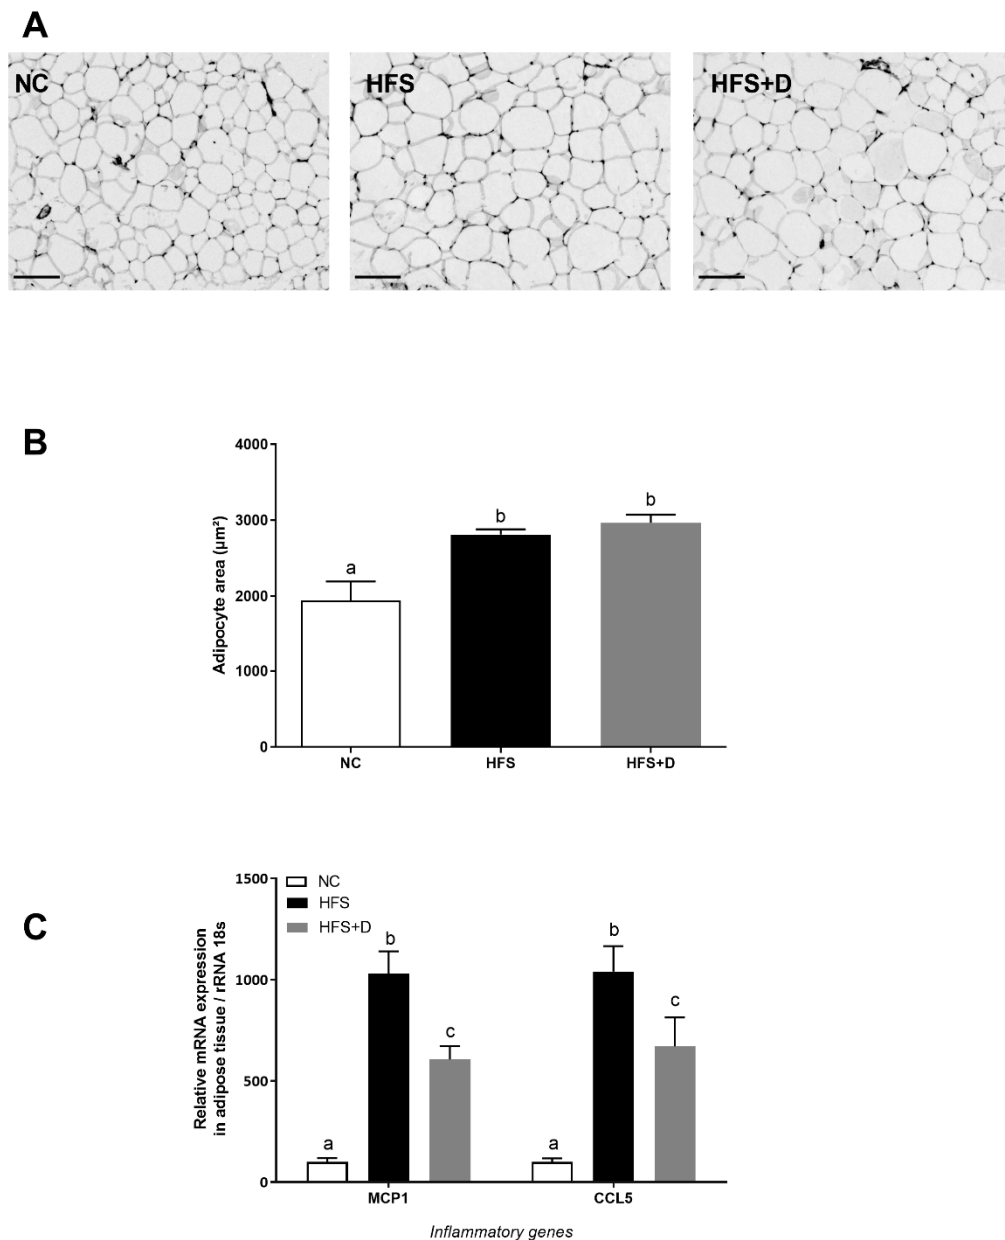 A
NC
HFS
HFS+D
B
Adipocyte area (µm²)
4000
3000
2000
1000
0
a
b
b
NC
HFS
HFS+D
C
Relative mRNA expression
in adipose tissue / rRNA 18s
1500
1000
500
0
NC
HFS
HFS+D
a
b
c
a
b
c
MCP1
CCL5
Inflammatory genes